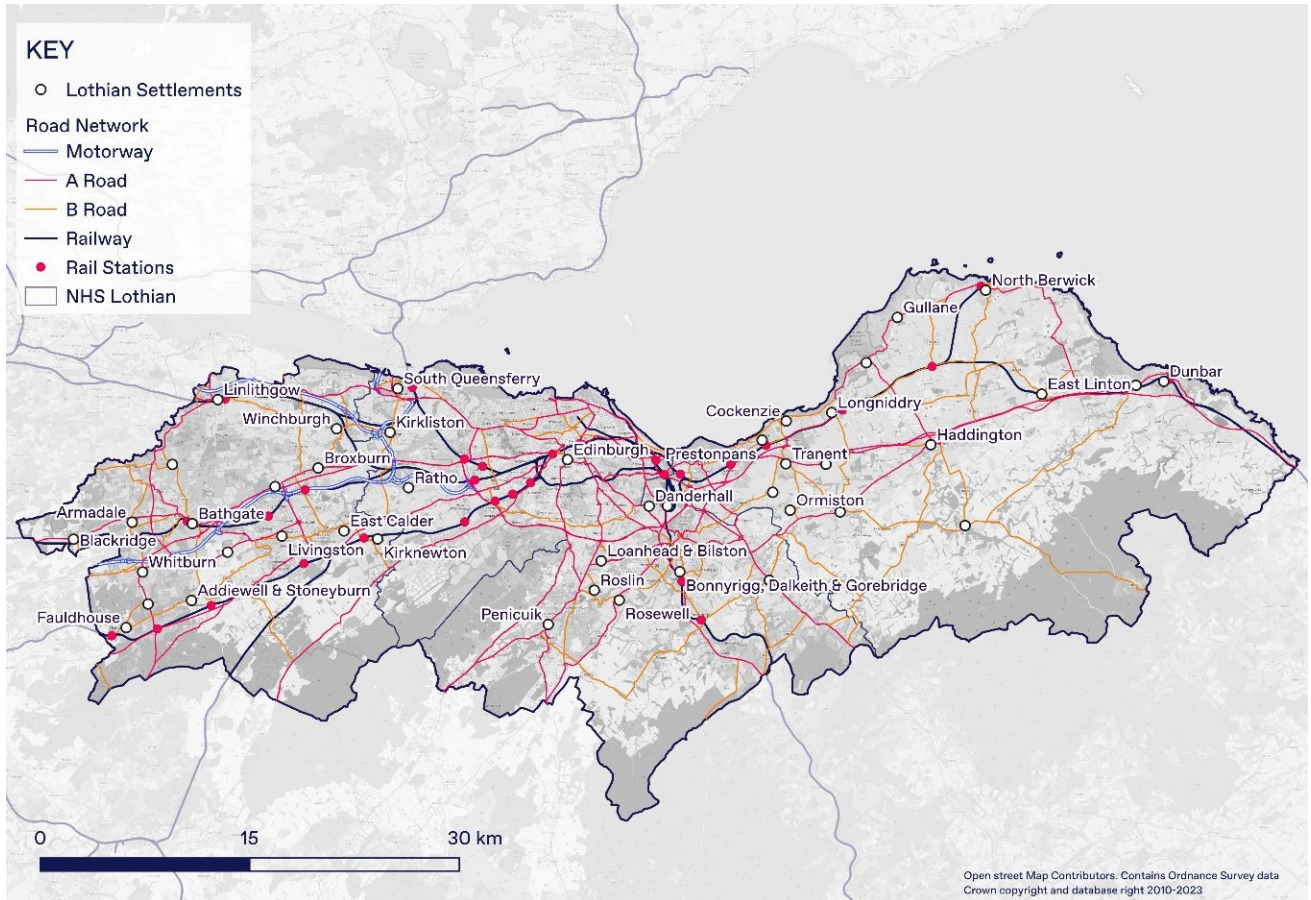 KEY
Lothian Settlements
Road Network
Motorway
A Road
B Road
Railway
Rail Stations
NHS Lothian
North Berwick
Gullane
Dunbar
East Linton
South Queensferry
Linlithgow
Longniddry
Cockenzie
Winchburgh
Kirkliston
Haddington
Edinburgh
Prestonpans
Broxburn
Tranent
Ratho
Danderhall
Ormiston
Armadale
Bathgate
East Calder
Blackridge
Livingston
Kirknewton
Loanhead & Bilston
Whitburn
Bonnyrigg, Dalkeith & Gorebridge
Addiewell & Stoneyburn
Roslin
Fauldhouse
Penicuik
Rosewell
0 15 30 km
Open street Map Contributors. Contains Ordnance Survey data
Crown copyright and database right 2010-2023